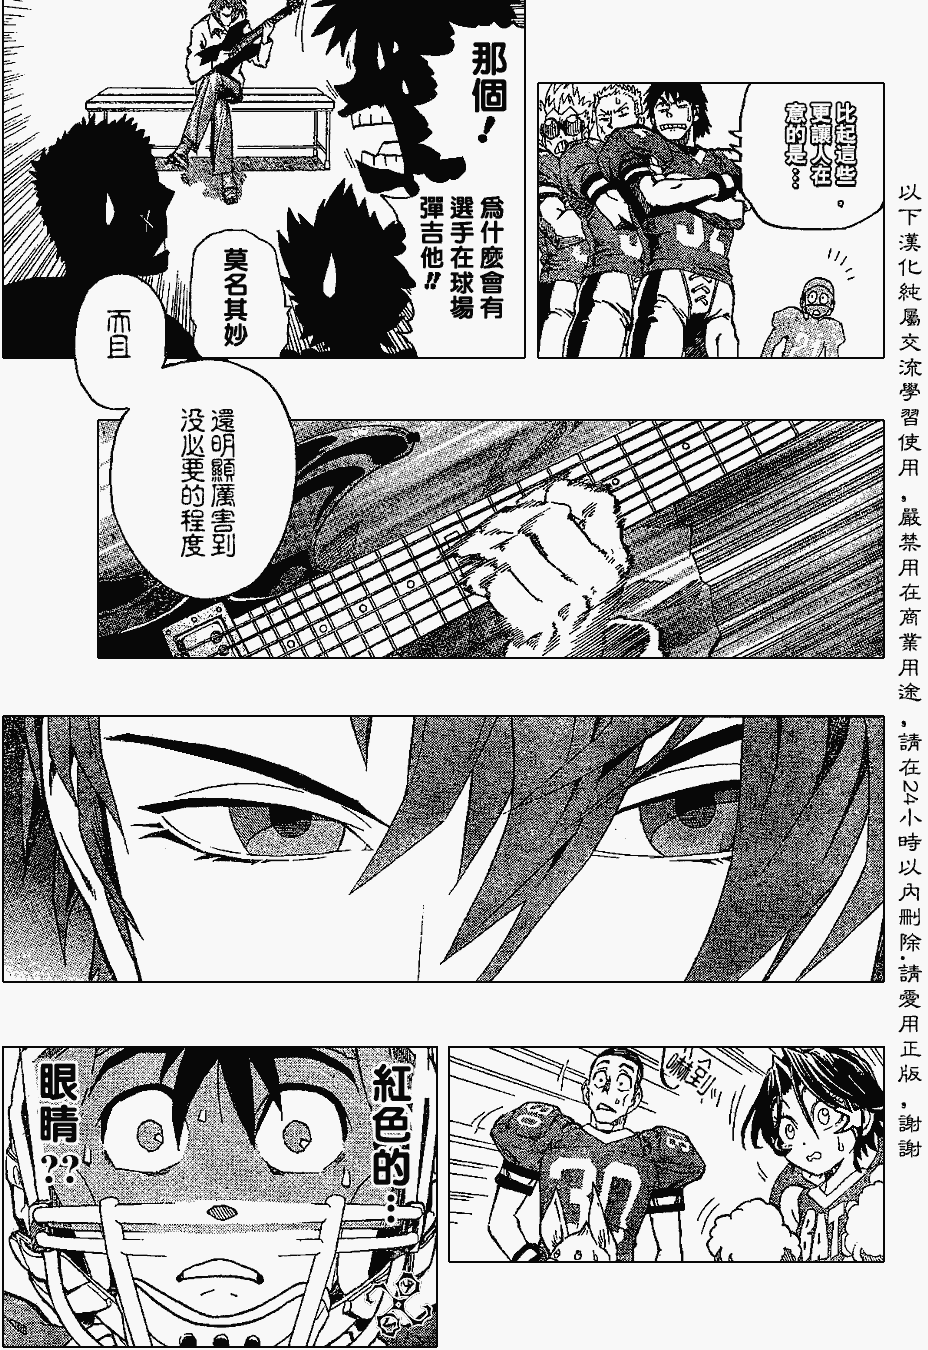 比起這些，
更讓人在
意的是…
那個！
爲什麼會有
選手在球場
彈吉他！！
莫名其妙
而且
還明顯厲害到
没必要的程度
嚇到
30
紅色的…
眼睛??
以下漢化純屬交流學習使用，嚴禁用在商業用途，請在24小時以內刪除.請愛用正版，謝謝